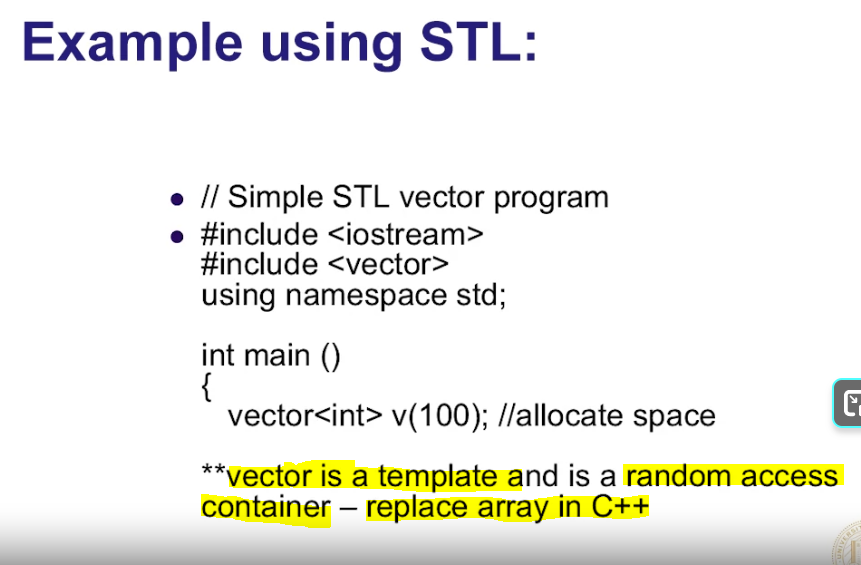 Example using STL:
// Simple STL vector program
#include <iostream>
#include <vector>
using namespace std;
int main ()
{
vector<int> v(100); //allocate space
**vector is a template and is a random access
container – replace array in C++